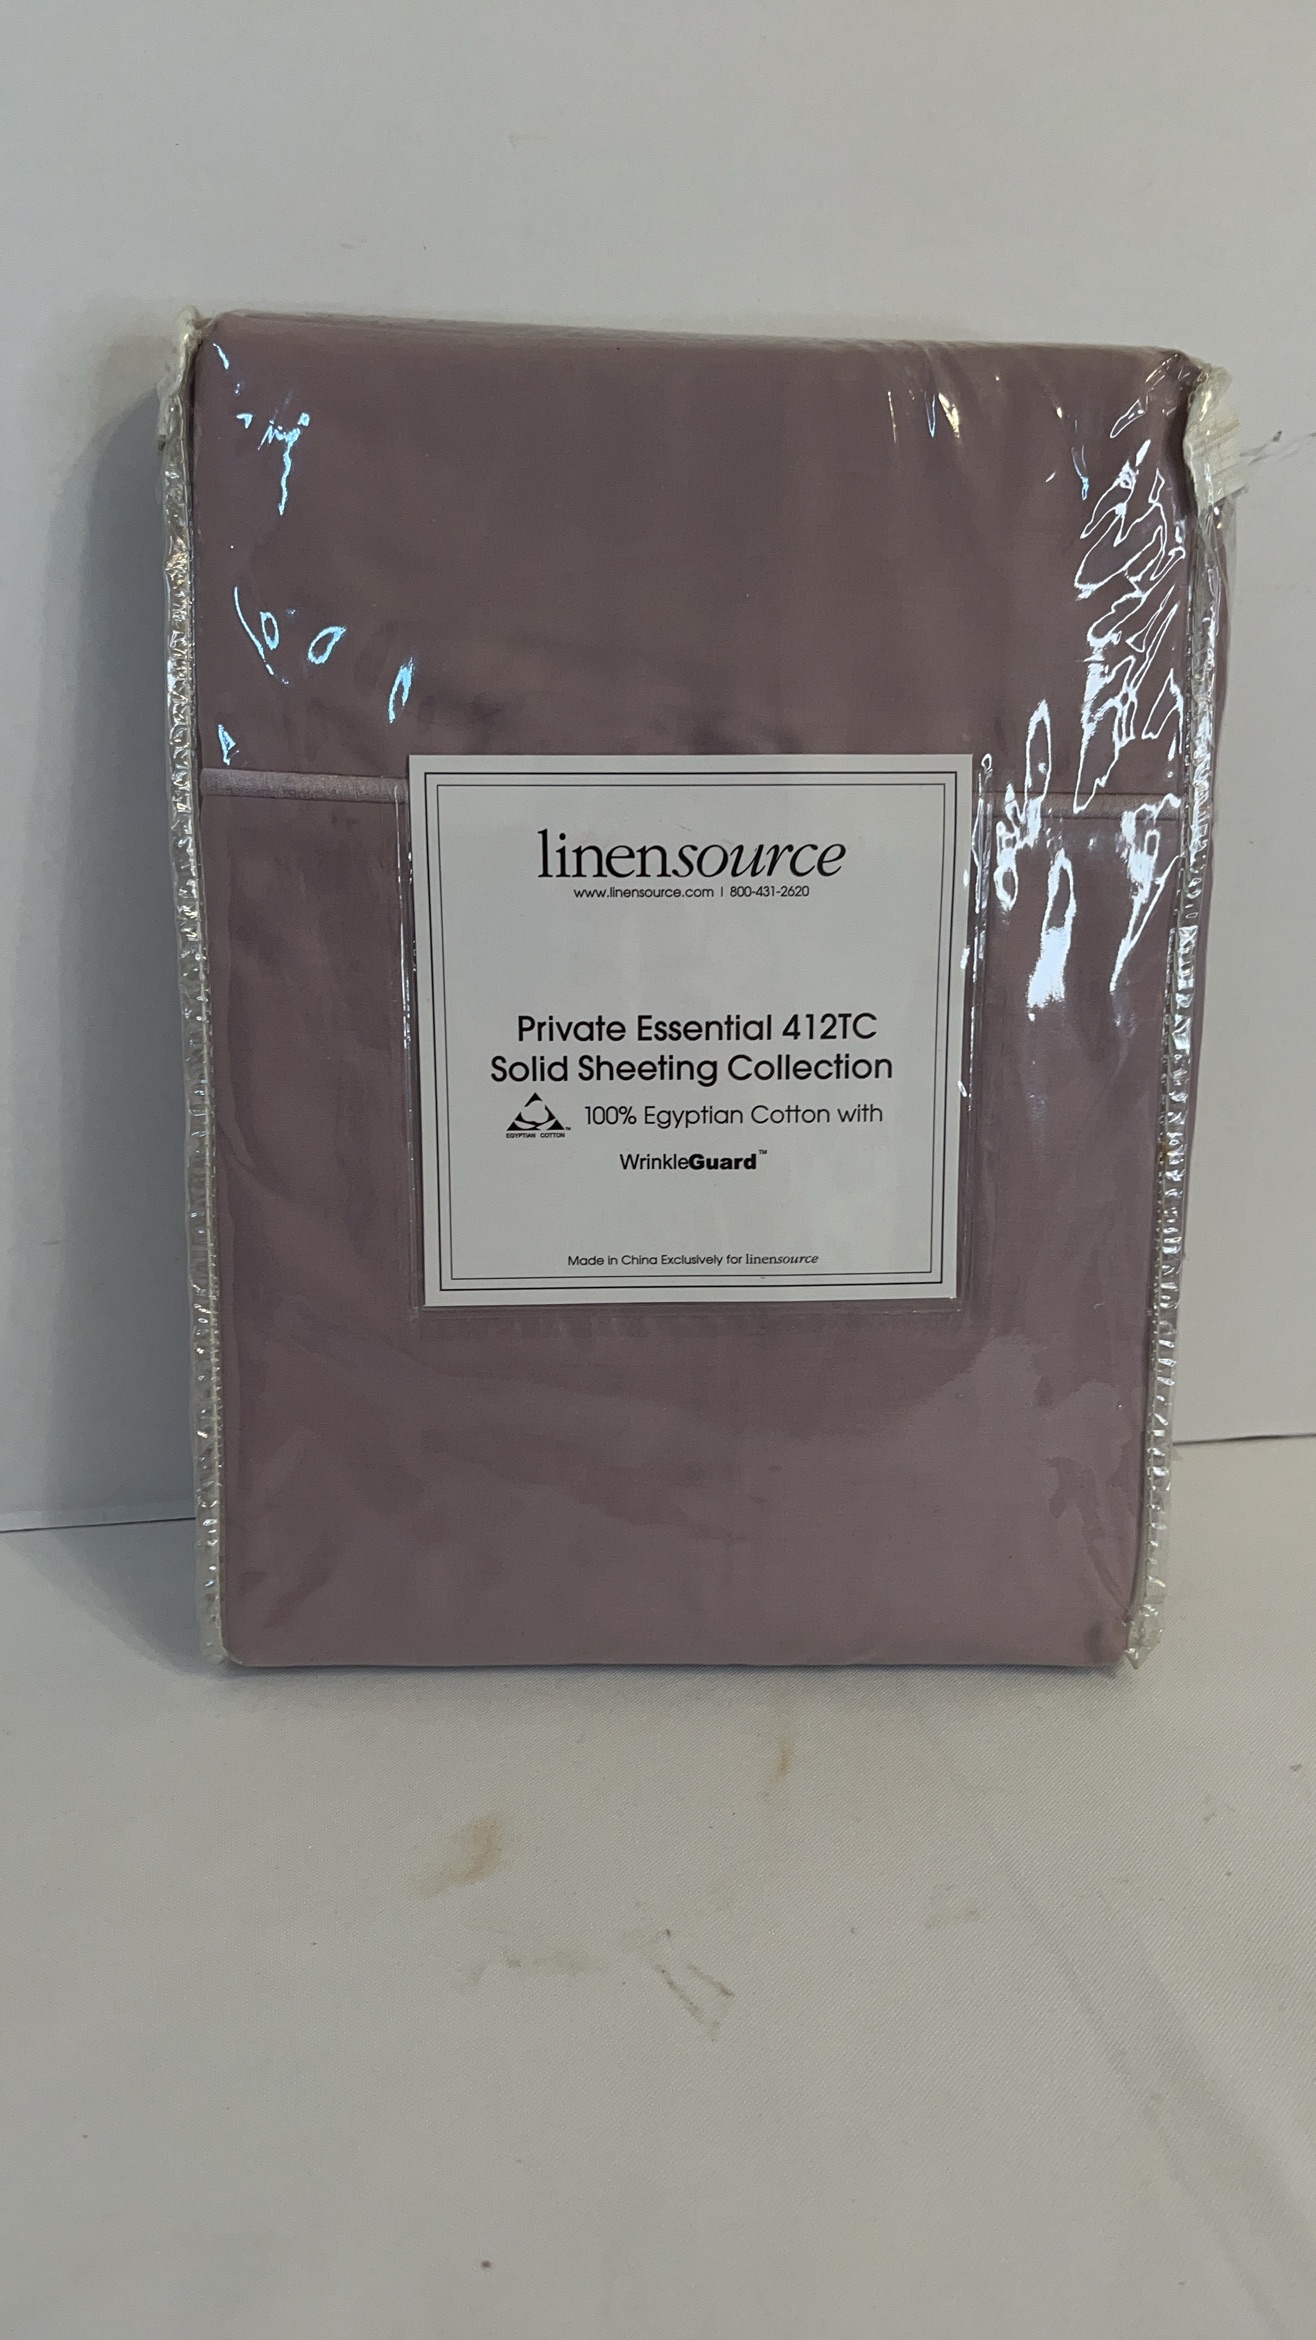 linensource
www.linensource.com | 800-431-2620
Private Essential 412TC
Solid Sheeting Collection
100% Egyptian Cotton with
EGYPTIAN COTTON™
WrinkleGuard™
Made in China Exclusively for linensource